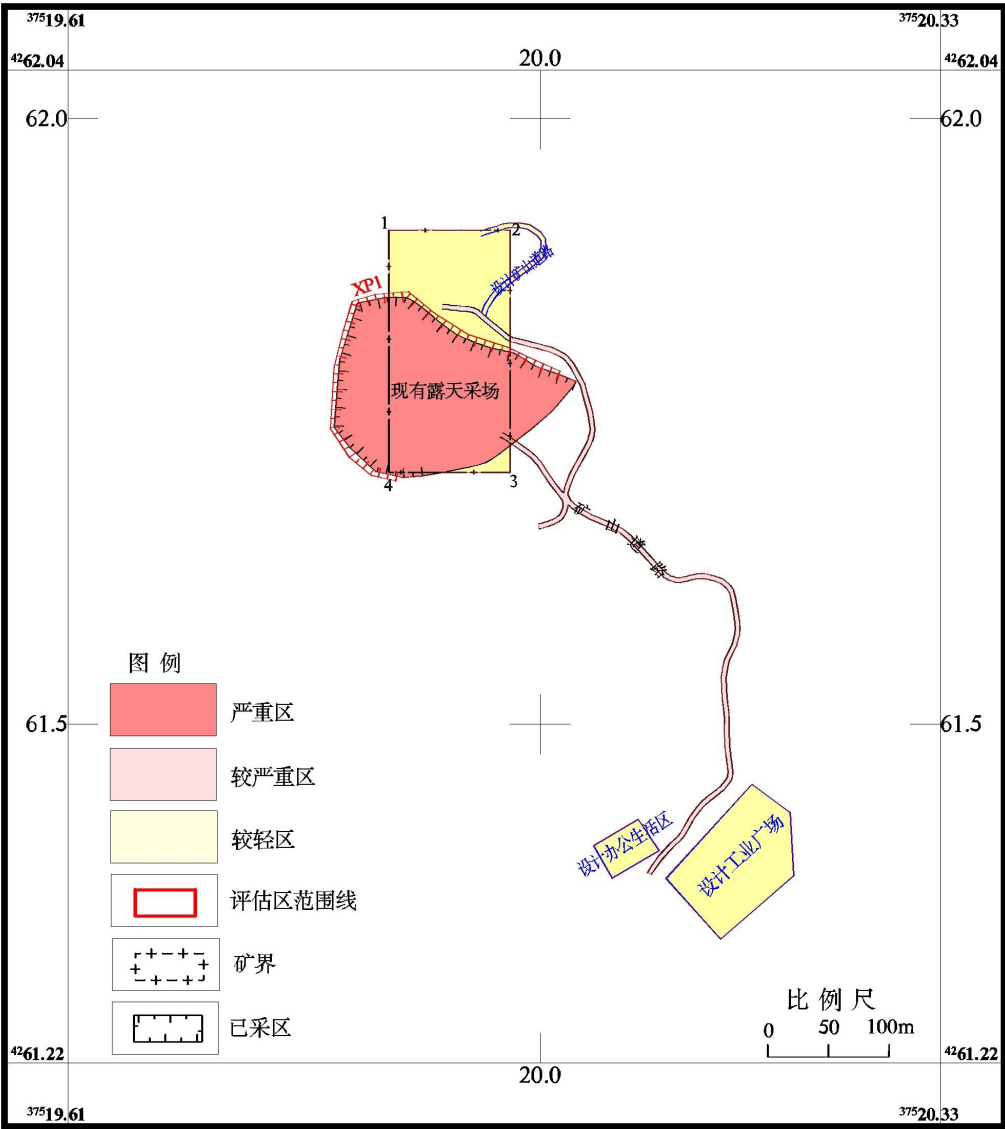 37519.61
37520.33
4262.04
20.0
4262.04
62.0
62.0
1
2
设计矿山道路
XP1
现有露天采场
4
3
矿山道路
图 例
严重区
61.5
61.5
较严重区
较轻区
设计办公生活区
设计工业广场
评估区范围线
矿界
比 例 尺
已采区
0 50 100m
4261.22
20.0
4261.22
37519.61
37520.33